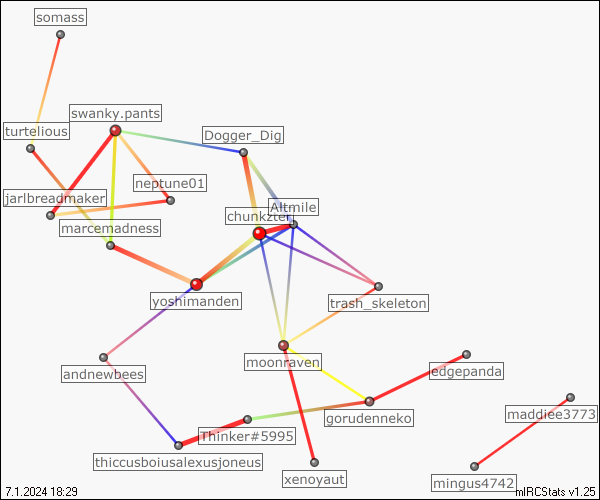 somass
swanky.pants
turtelious
Dogger_Dig
neptune01
jarlbreadmaker
Altmile
chunkzter
marcemadness
yoshimanden
trash_skeleton
moonraven
edgepanda
andnewbees
maddiee3773
gorudenneko
Thinker#5995
thiccusboiusalexusjoneus
xenoyaut
mingus4742
7.1.2024 18:29
mIRCStats v1.25